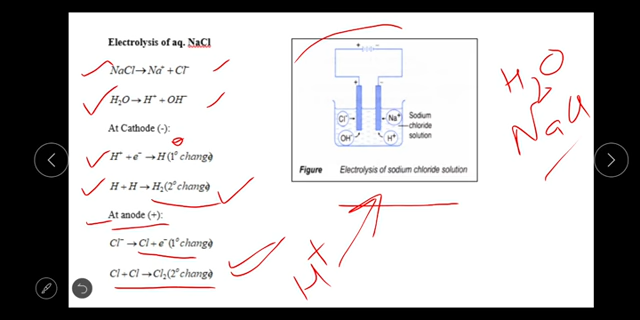 Electrolysis of aq. NaCl
NaCl→Na⁺ + Cl⁻
H₂O→H⁺ + OH⁻
At Cathode (-)
H⁺ + e⁻ →H(1° change)
H + H→H₂(2° change)
At anode (+):
Cl⁻ →Cl + e⁻(1° change)
Cl + Cl→Cl₂(2° change)
+ −
+ −
Cl⁻ Na⁺
OH⁻ H⁺
Sodium
chloride
solution
Figure Electrolysis of sodium chloride solution
H₂O
NaCl
H⁺